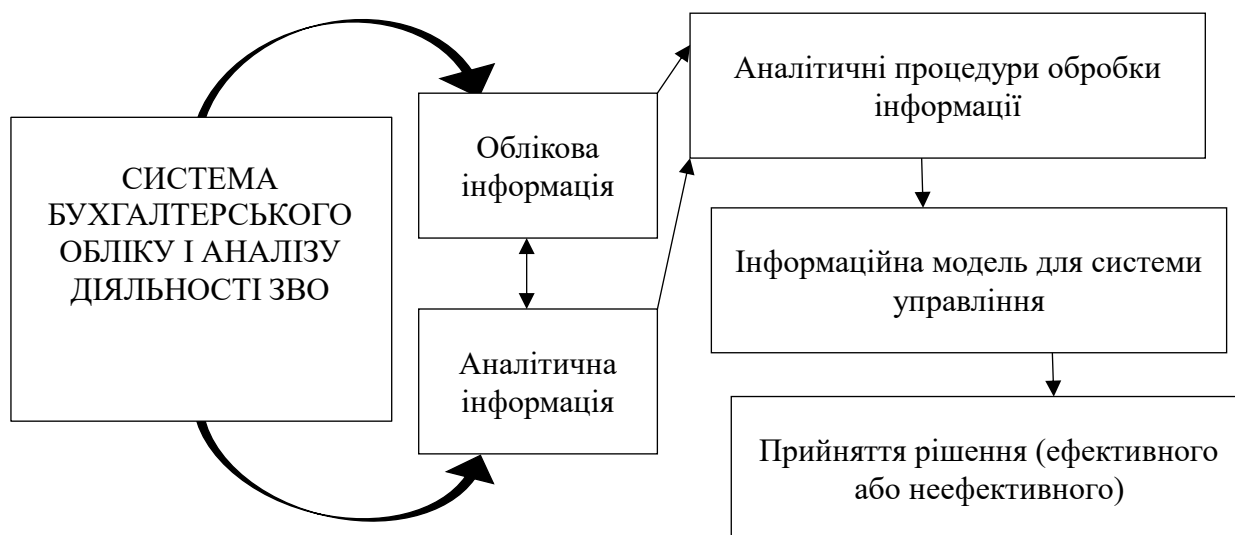 СИСТЕМА
БУХГАЛТЕРСЬКОГО
ОБЛІКУ І АНАЛІЗУ
ДІЯЛЬНОСТІ ЗВО
Облікова
інформація
Аналітична
інформація
Аналітичні процедури обробки
інформації
Інформаційна модель для системи
управління
Прийняття рішення (ефективного
або неефективного)